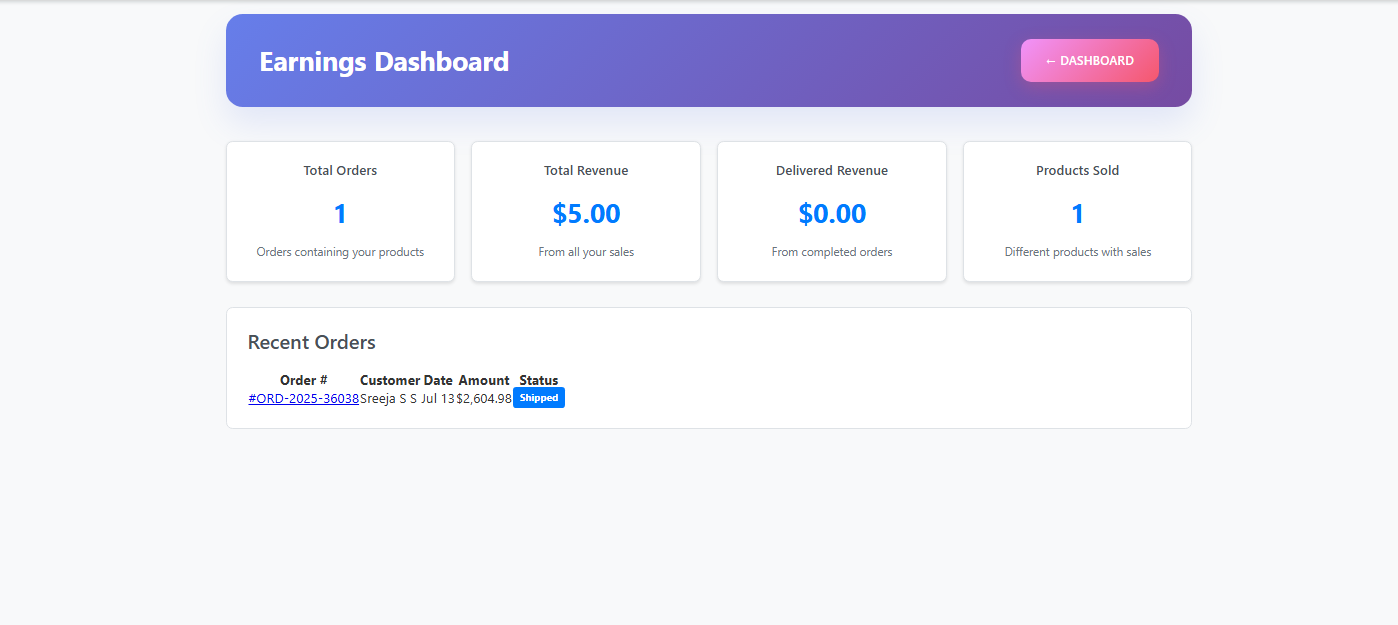 Earnings Dashboard
← DASHBOARD
Total Orders
1
Orders containing your products
Total Revenue
$5.00
From all your sales
Delivered Revenue
$0.00
From completed orders
Products Sold
1
Different products with sales
Recent Orders
Order # Customer Date Amount Status
#ORD-2025-36038 Sreeja S S Jul 13 $2,604.98 Shipped